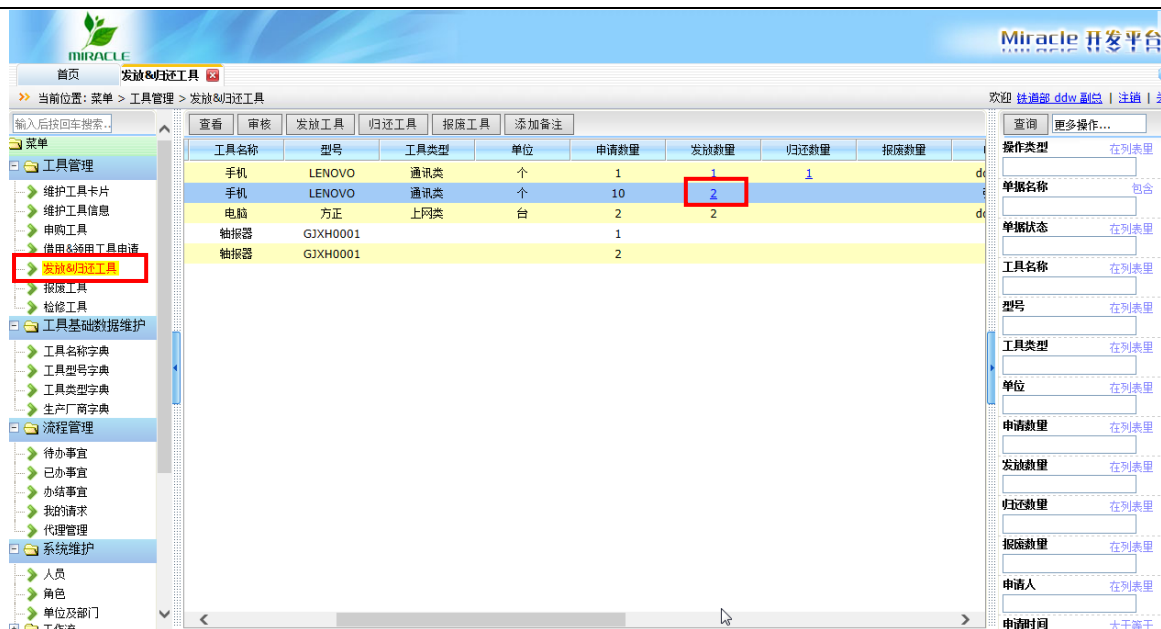 MIRACLE
Miracle 开发平台
首页 发放&归还工具
当前位置: 菜单 > 工具管理 > 发放&归还工具
欢迎 铁道部 ddw 副总 | 注销 |
输入后按回车搜索..
查看 审核 发放工具 归还工具 报废工具 添加备注
查询 更多操作...
菜单
工具管理
维护工具卡片
维护工具信息
申购工具
借用&领用工具申请
发放&归还工具
报废工具
检修工具
工具基础数据维护
工具名称字典
工具型号字典
工具类型字典
生产厂商字典
流程管理
待办事宜
已办事宜
办结事宜
我的请求
代理管理
系统维护
人员
角色
单位及部门
工作流
工具名称 型号 工具类型 单位 申请数量 发放数量 归还数量 报废数量
手机 LENOVO 通讯类 个 1 1 1
手机 LENOVO 通讯类 个 10 2
电脑 方正 上网类 台 2 2
轴报器 GJXH0001 1
轴报器 GJXH0001 2
操作类型 在列表里
单据名称 包含
单据状态 在列表里
工具名称 在列表里
型号 在列表里
工具类型 在列表里
单位 在列表里
申请数量 在列表里
发放数量 在列表里
归还数量 在列表里
报废数量 在列表里
申请人 在列表里
申请时间 大于等于